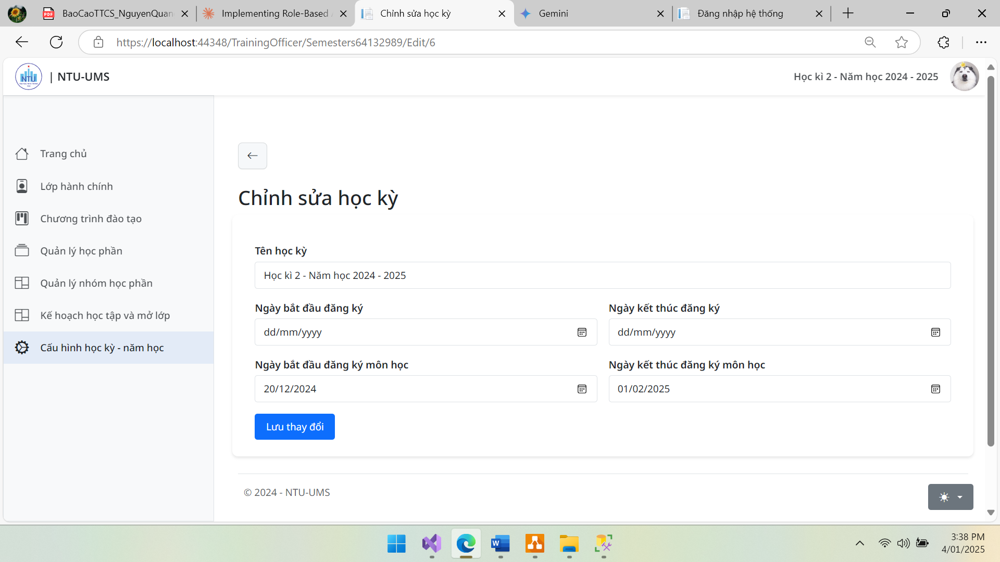 BaoCaoTTCS_NguyenQuan
Implementing Role-Based
Chỉnh sửa học kỳ
Gemini
Đăng nhập hệ thống
https://localhost:44348/TrainingOfficer/Semesters64132989/Edit/6
NTU
| NTU-UMS
Học kì 2 - Năm học 2024 - 2025
Trang chủ
Lớp hành chính
Chương trình đào tạo
Quản lý học phần
Quản lý nhóm học phần
Kế hoạch học tập và mở lớp
Cấu hình học kỳ - năm học
Chỉnh sửa học kỳ
Tên học kỳ
Học kì 2 - Năm học 2024 - 2025
Ngày bắt đầu đăng ký
Ngày kết thúc đăng ký
dd/mm/yyyy
dd/mm/yyyy
Ngày bắt đầu đăng ký môn học
Ngày kết thúc đăng ký môn học
20/12/2024
01/02/2025
Lưu thay đổi
© 2024 - NTU-UMS
3:38 PM
4/01/2025